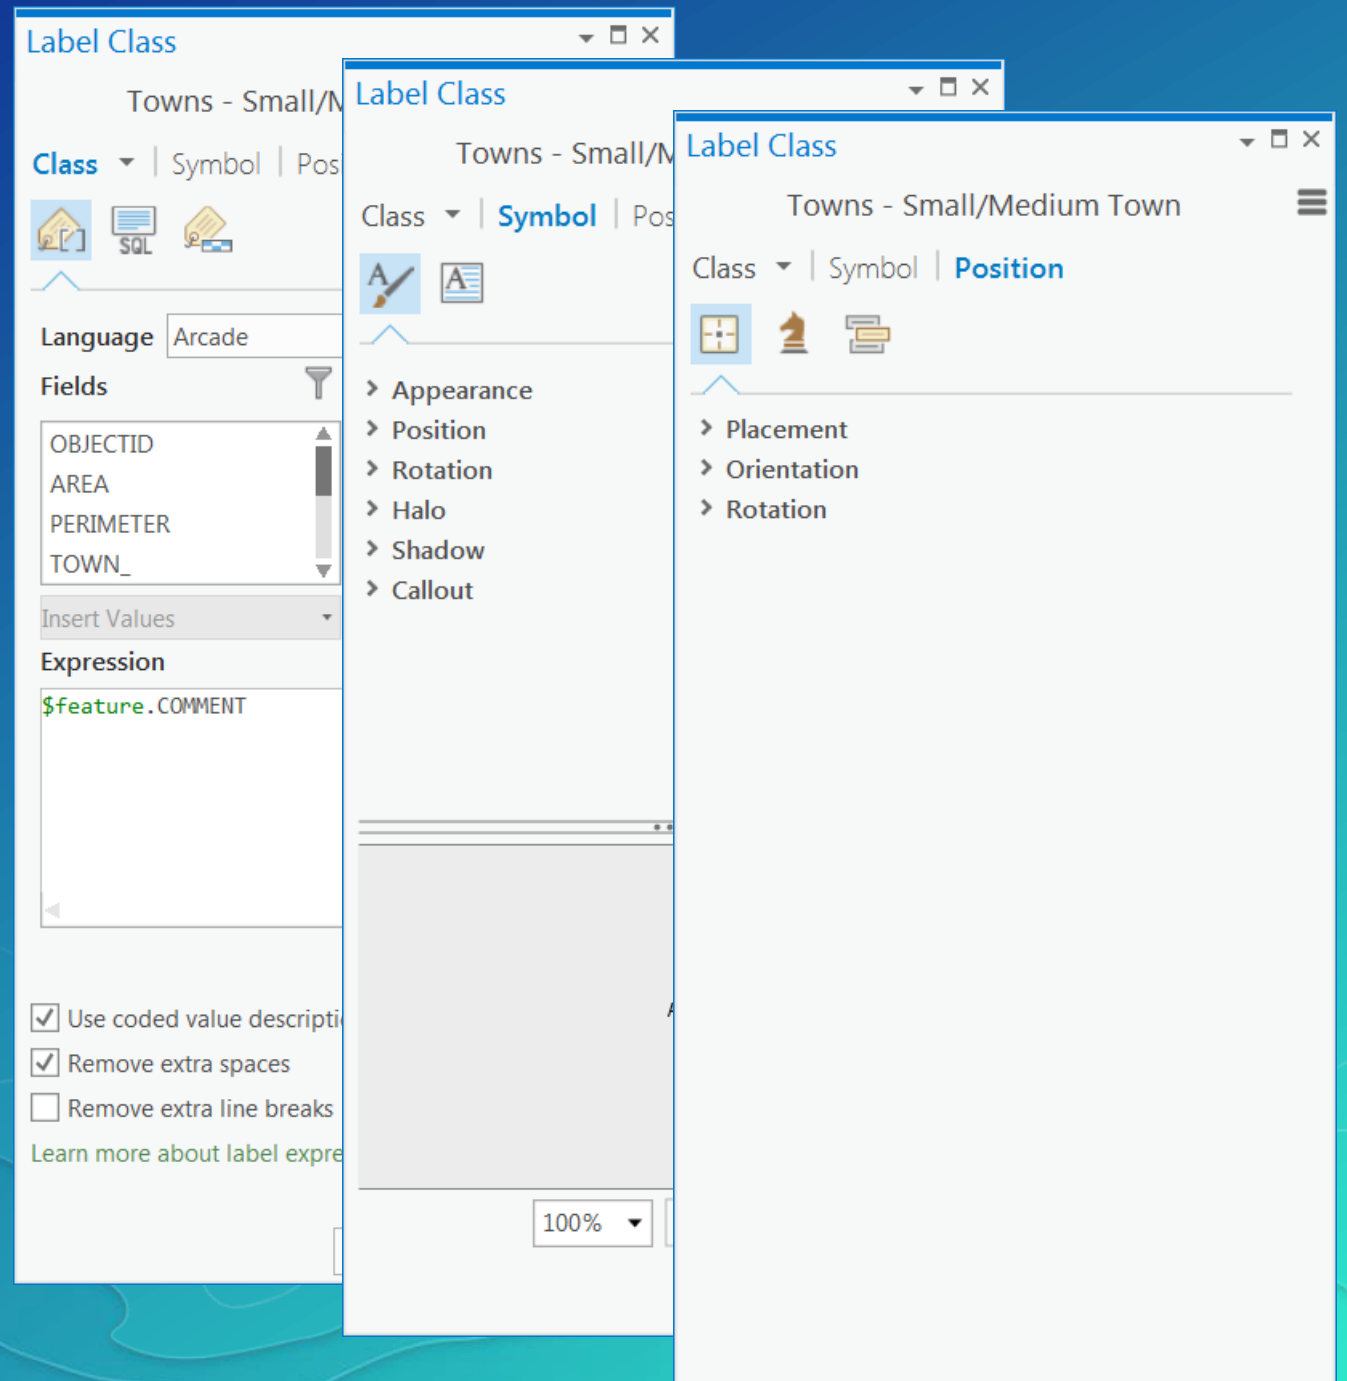 Label Class
Towns - Small/M
Class | Symbol | Pos
SQL
Language Arcade
Fields
OBJECTID
AREA
PERIMETER
TOWN_
Insert Values
Expression
$feature.COMMENT
Use coded value descripti
Remove extra spaces
Remove extra line breaks
Learn more about label expre
Label Class
Towns - Small/M
Class | Symbol | Pos
A
A
Appearance
Position
Rotation
Halo
Shadow
Callout
A
100%
Label Class
Towns - Small/Medium Town
Class | Symbol | Position
Placement
Orientation
Rotation